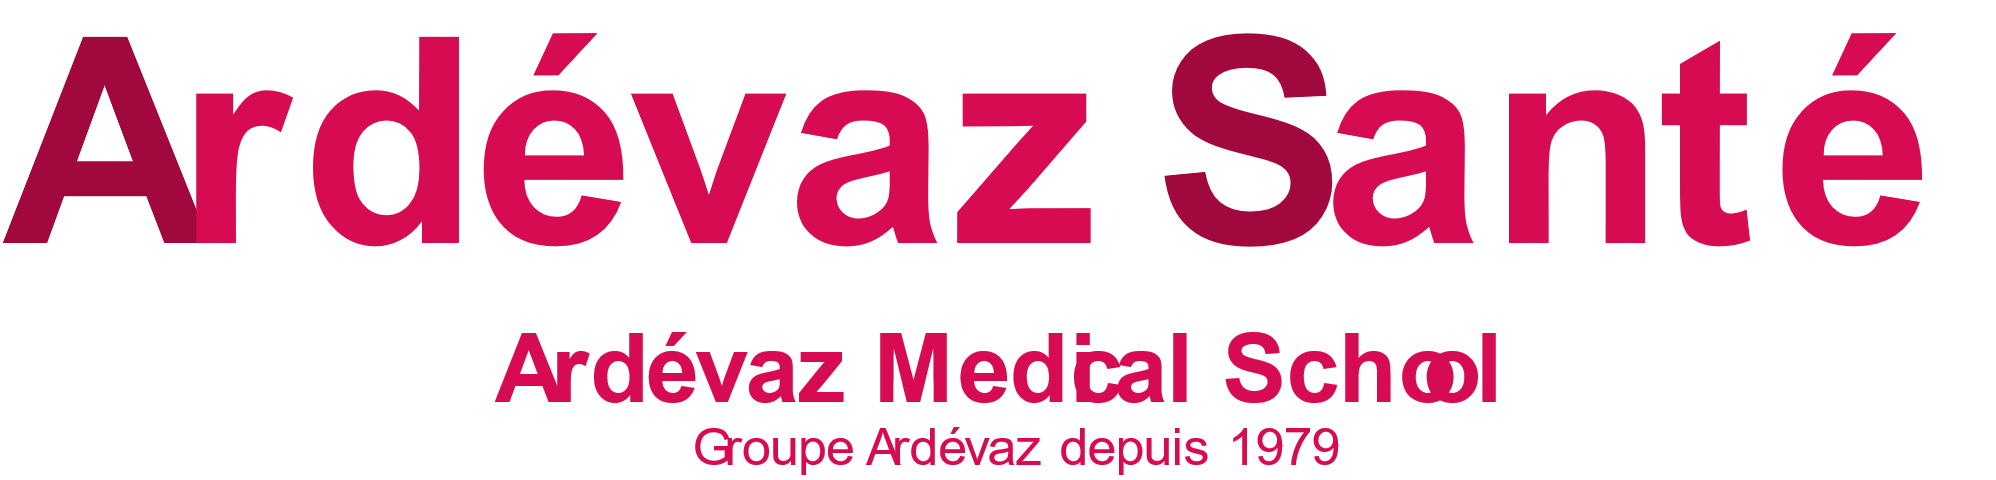 Ardévaz Santé
Ardévaz Medical School
Groupe Ardévaz depuis 1979